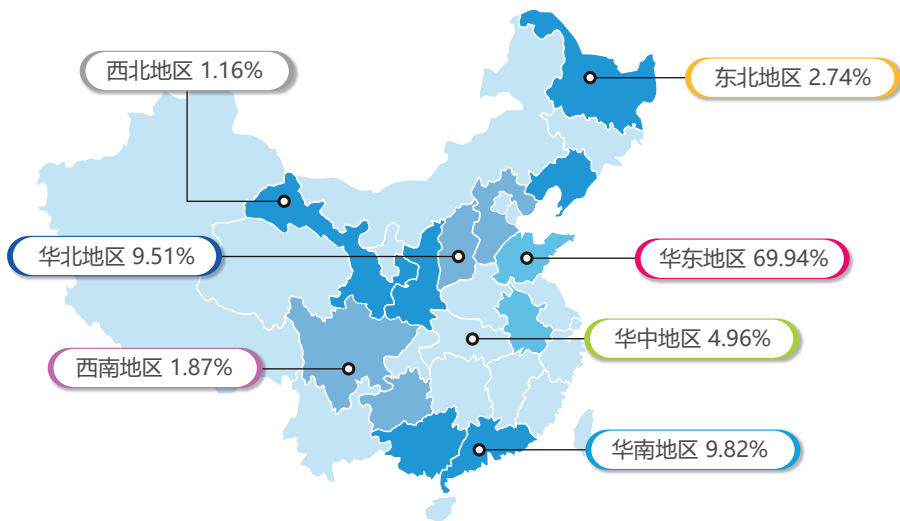 西北地区 1.16%
东北地区 2.74%
华北地区 9.51%
华东地区 69.94%
华中地区 4.96%
西南地区 1.87%
华南地区 9.82%